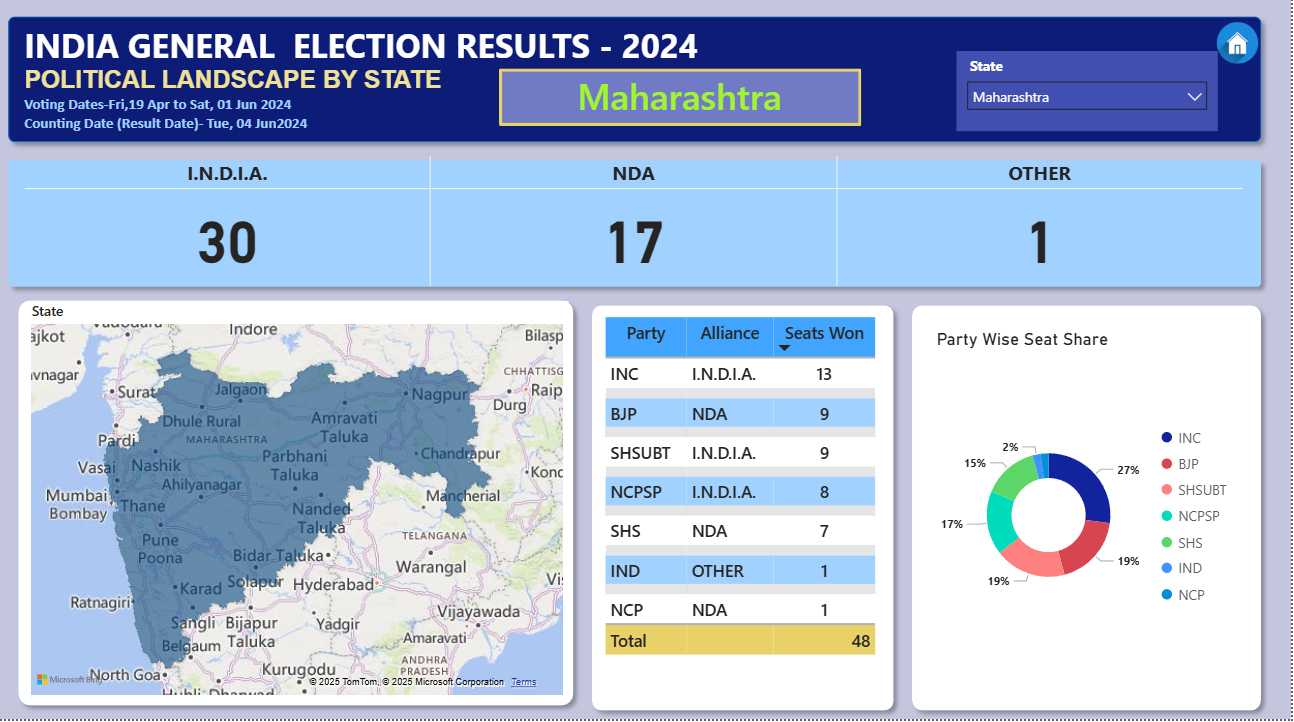 INDIA GENERAL ELECTION RESULTS - 2024
POLITICAL LANDSCAPE BY STATE
Voting Dates-Fri,19 Apr to Sat, 01 Jun 2024
Counting Date (Result Date)- Tue, 04 Jun2024
Maharashtra
State
Maharashtra
I.N.D.I.A. NDA OTHER
30 17 1
State
Indore
Bilasp
ajkot
vnagar
Surat
Jalgaon
Nagpur
CHHATTISG
Raip
Durg
Dhule Rural
Amravati
Taluka
MAHARASHTRA
Pardi
Vasai
Nashik
Parbhani
Taluka
Chandrapur
Kond
Ahilyanagar
Mumbai
Bombay
Thane
Mancherial
Nanded
Taluka
Pune
Poona
TELANGANA
Bidar Taluka
Warangal
Karad
Solapur
Hyderabad
Vi
Ratnagiri
Sangli
Bijapur
Taluka
Yadgir
Vijayawada
Belgaum
Amaravati
North Goa
Kurugodu
ANDHRA
PRADESH
Hubli-Dharwad
Microsoft Bing
© 2025 TomTom, © 2025 Microsoft Corporation Terms
Party Alliance Seats Won
INC I.N.D.I.A. 13
BJP NDA 9
SHSUBT I.N.D.I.A. 9
NCPSP I.N.D.I.A. 8
SHS NDA 7
IND OTHER 1
NCP NDA 1
Total 48
Party Wise Seat Share
2%
15%
27%
17%
19%
19%
INC
BJP
SHSUBT
NCPSP
SHS
IND
NCP